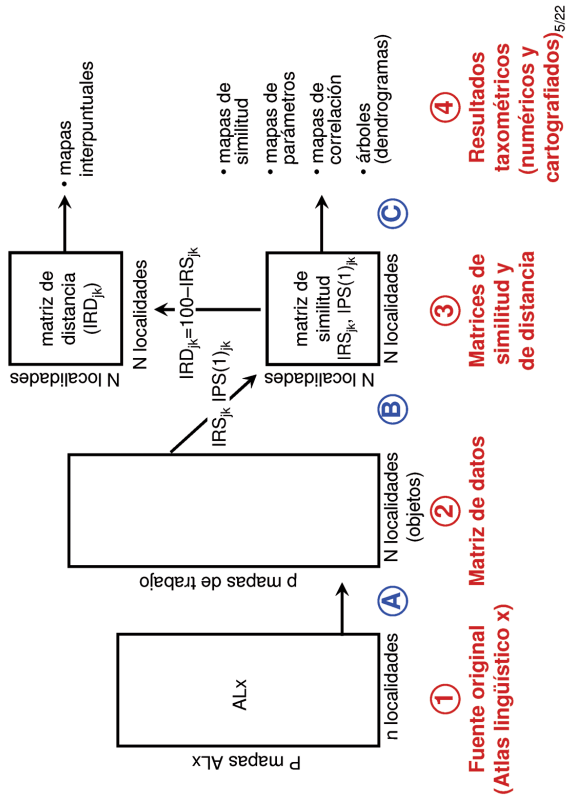 P mapas ALx
ALx
n localidades
A
p mapas de trabajo
N localidades
(objetos)
B
IRSjk IPS(1)jk
N localidades
matriz de
distancia
(IRDjk)
N localidades
IRDjk=100–IRSjk
N localidades
matriz de
similitud
IRSjk, IPS(1)jk
N localidades
C
• mapas
interpuntuales
• mapas de
similitud
• mapas de
parámetros
• mapas de
correlación
• árboles
(dendrogramas)
1
Fuente original
(Atlas lingüístico x)
2
Matriz de datos
3
Matrices de
similitud y
de distancia
4
Resultados
taxométricos
(numéricos y
cartografiados)
5/22